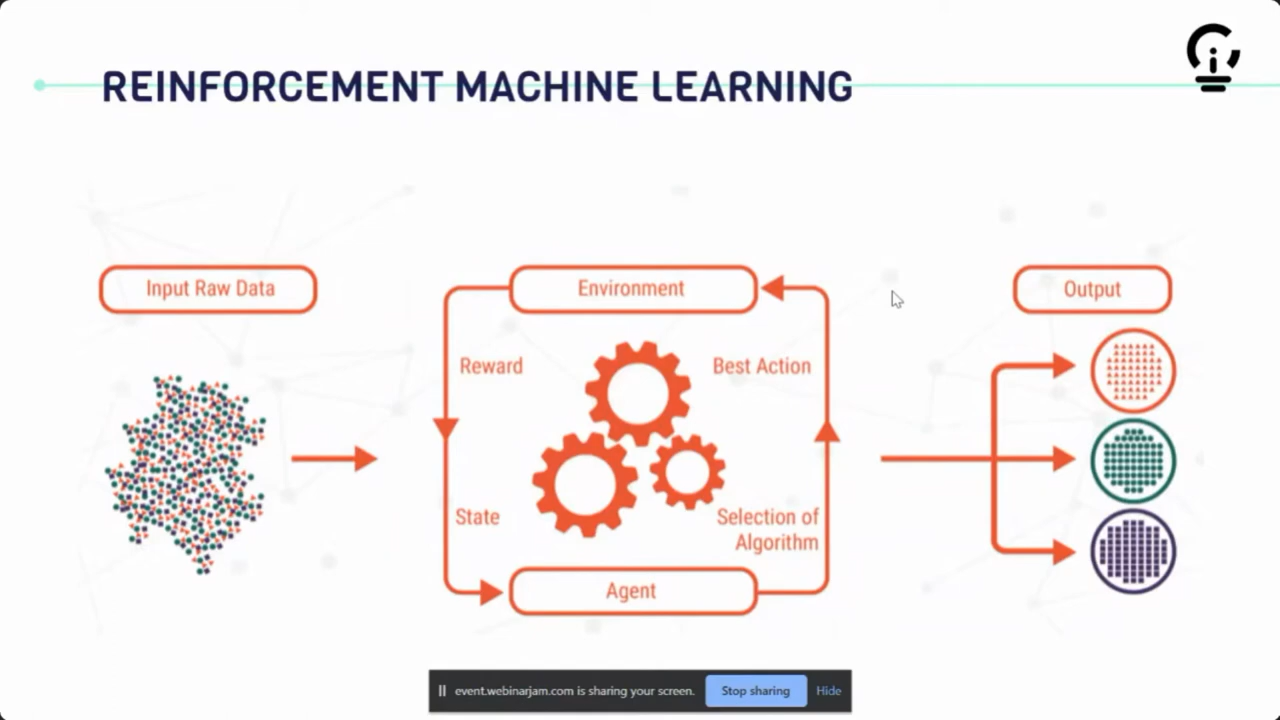 REINFORCEMENT MACHINE LEARNING
Input Raw Data
Environment
Output
Reward
Best Action
State
Selection of
Algorithm
Agent
event.webinarjam.com is sharing your screen.
Stop sharing
Hide